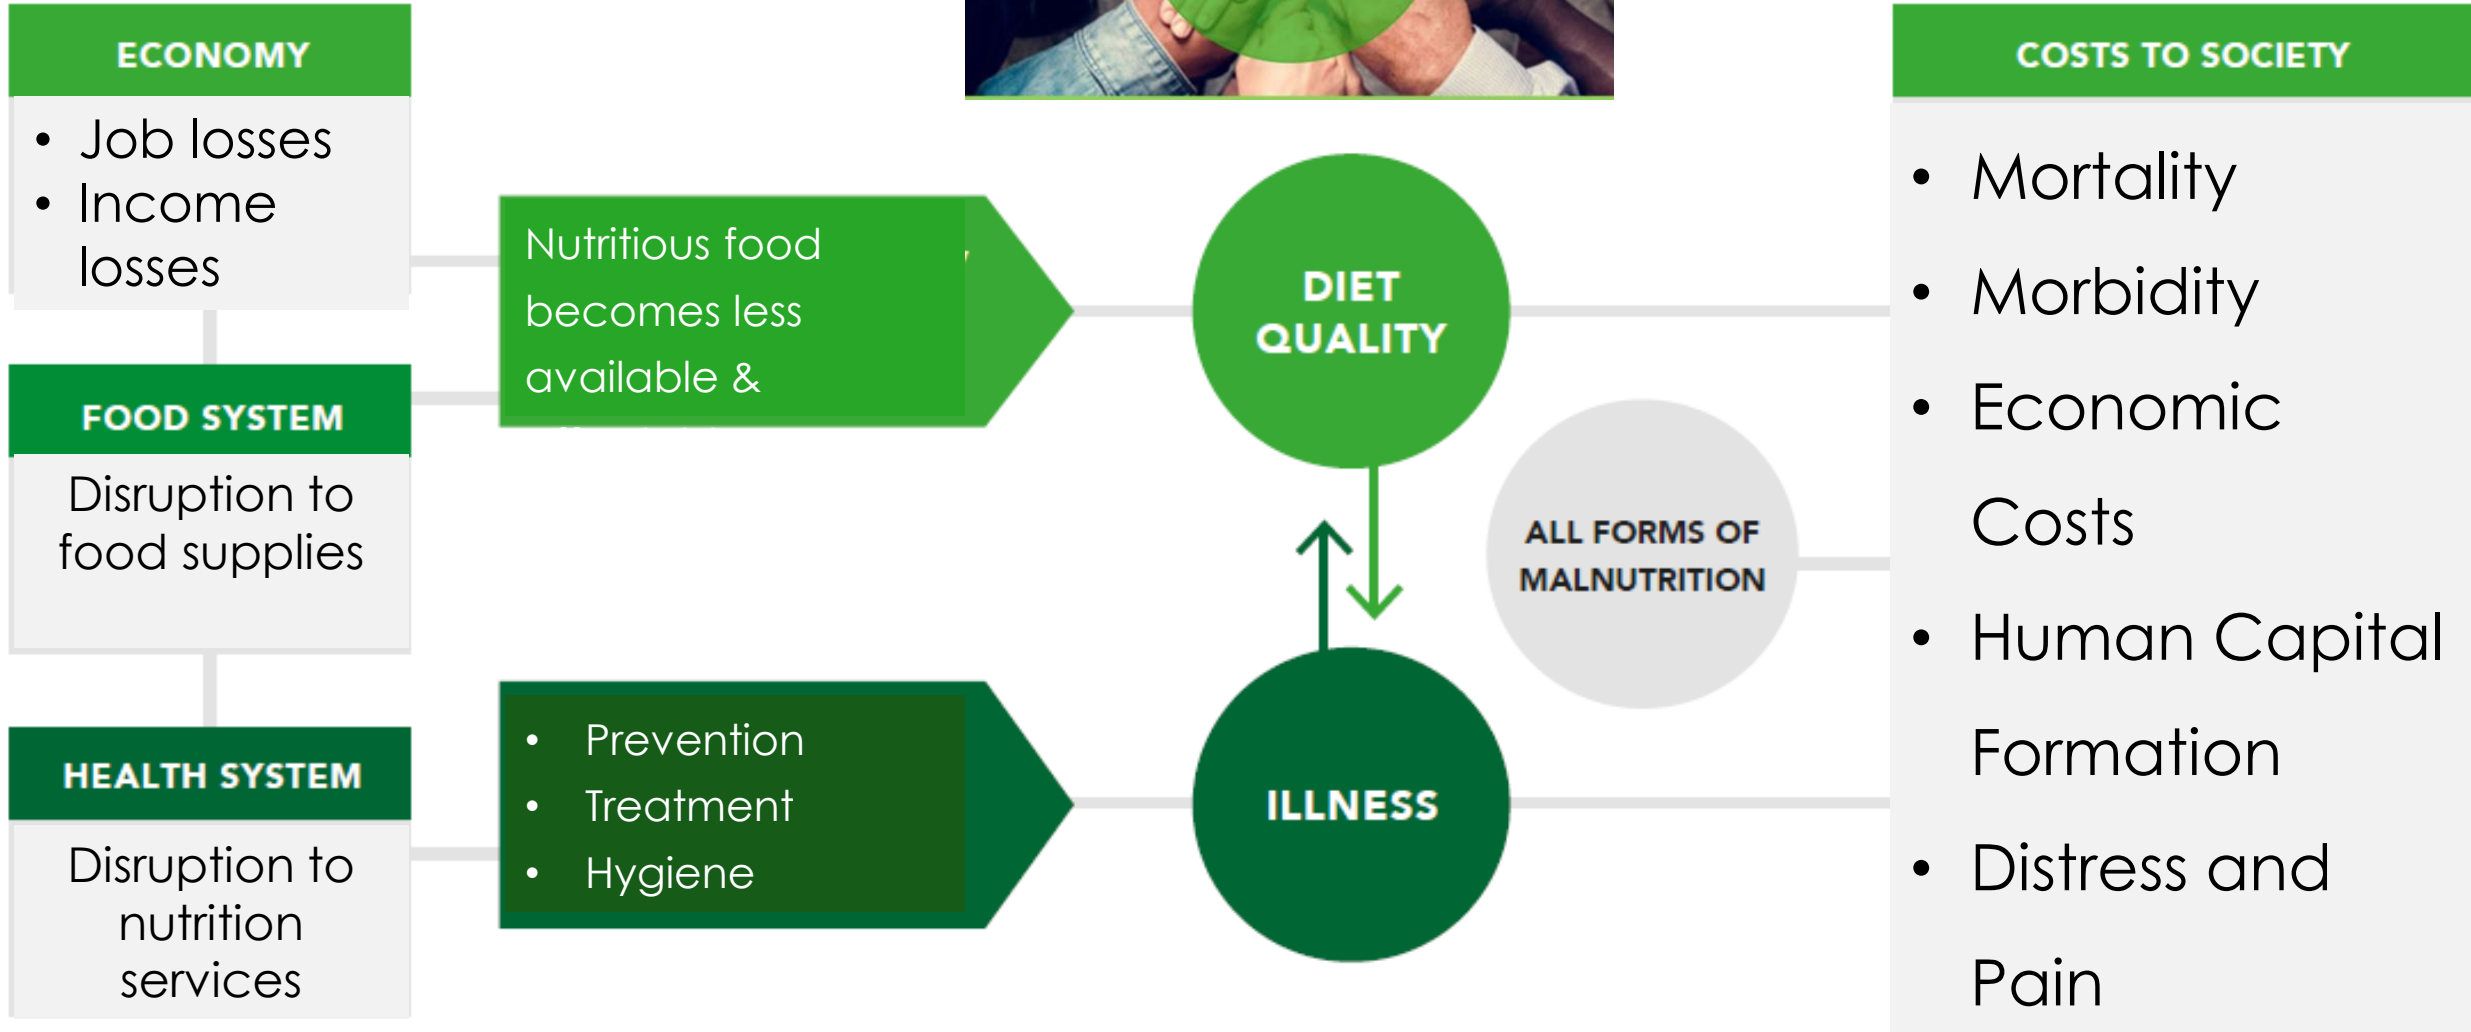 ECONOMY
• Job losses
• Income
losses
FOOD SYSTEM
Disruption to
food supplies
HEALTH SYSTEM
Disruption to
nutrition
services
Nutritious food
becomes less
available &
• Prevention
• Treatment
• Hygiene
DIET
QUALITY
ILLNESS
ALL FORMS OF
MALNUTRITION
COSTS TO SOCIETY
• Mortality
• Morbidity
• Economic
Costs
• Human Capital
Formation
• Distress and
Pain